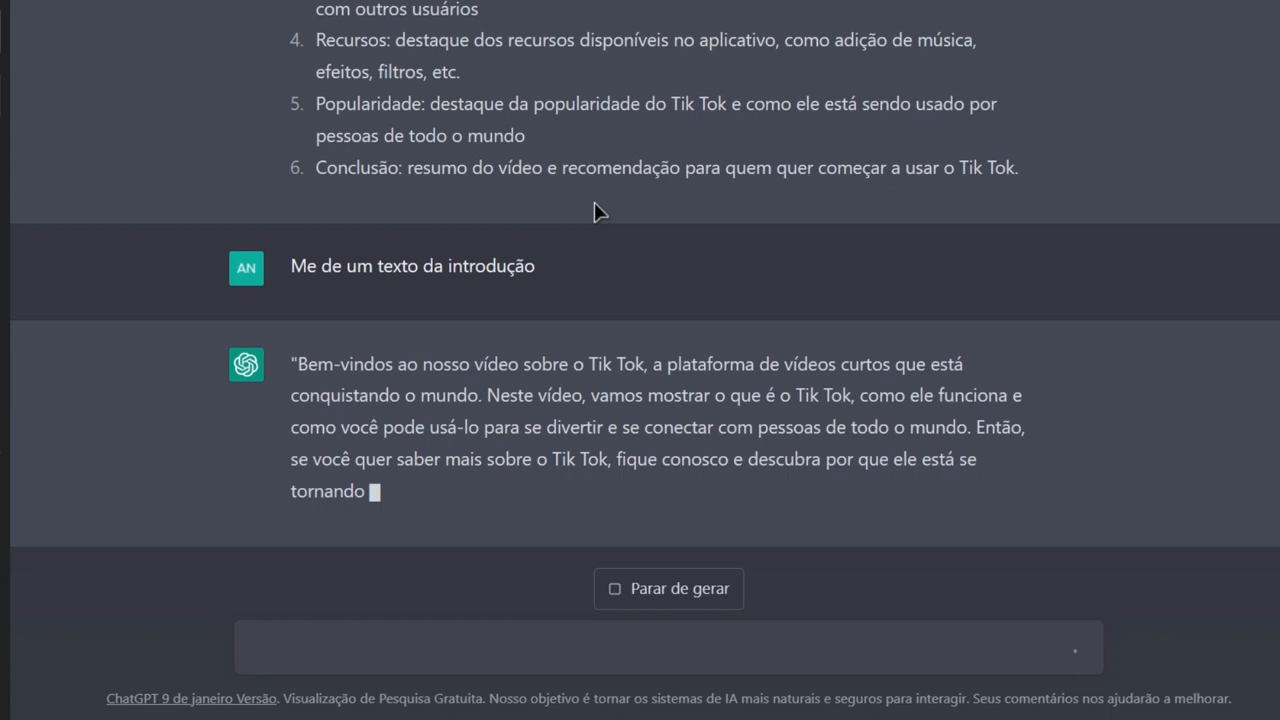 com outros usuários
4. Recursos: destaque dos recursos disponíveis no aplicativo, como adição de música,
efeitos, filtros, etc.
5. Popularidade: destaque da popularidade do Tik Tok e como ele está sendo usado por
pessoas de todo o mundo
6. Conclusão: resumo do vídeo e recomendação para quem quer começar a usar o Tik Tok.
AN Me de um texto da introdução
"Bem-vindos ao nosso vídeo sobre o Tik Tok, a plataforma de vídeos curtos que está
conquistando o mundo. Neste vídeo, vamos mostrar o que é o Tik Tok, como ele funciona e
como você pode usá-lo para se divertir e se conectar com pessoas de todo o mundo. Então,
se você quer saber mais sobre o Tik Tok, fique conosco e descubra por que ele está se
tornando
Parar de gerar
ChatGPT 9 de janeiro Versão. Visualização de Pesquisa Gratuita. Nosso objetivo é tornar os sistemas de IA mais naturais e seguros para interagir. Seus comentários nos ajudarão a melhorar.